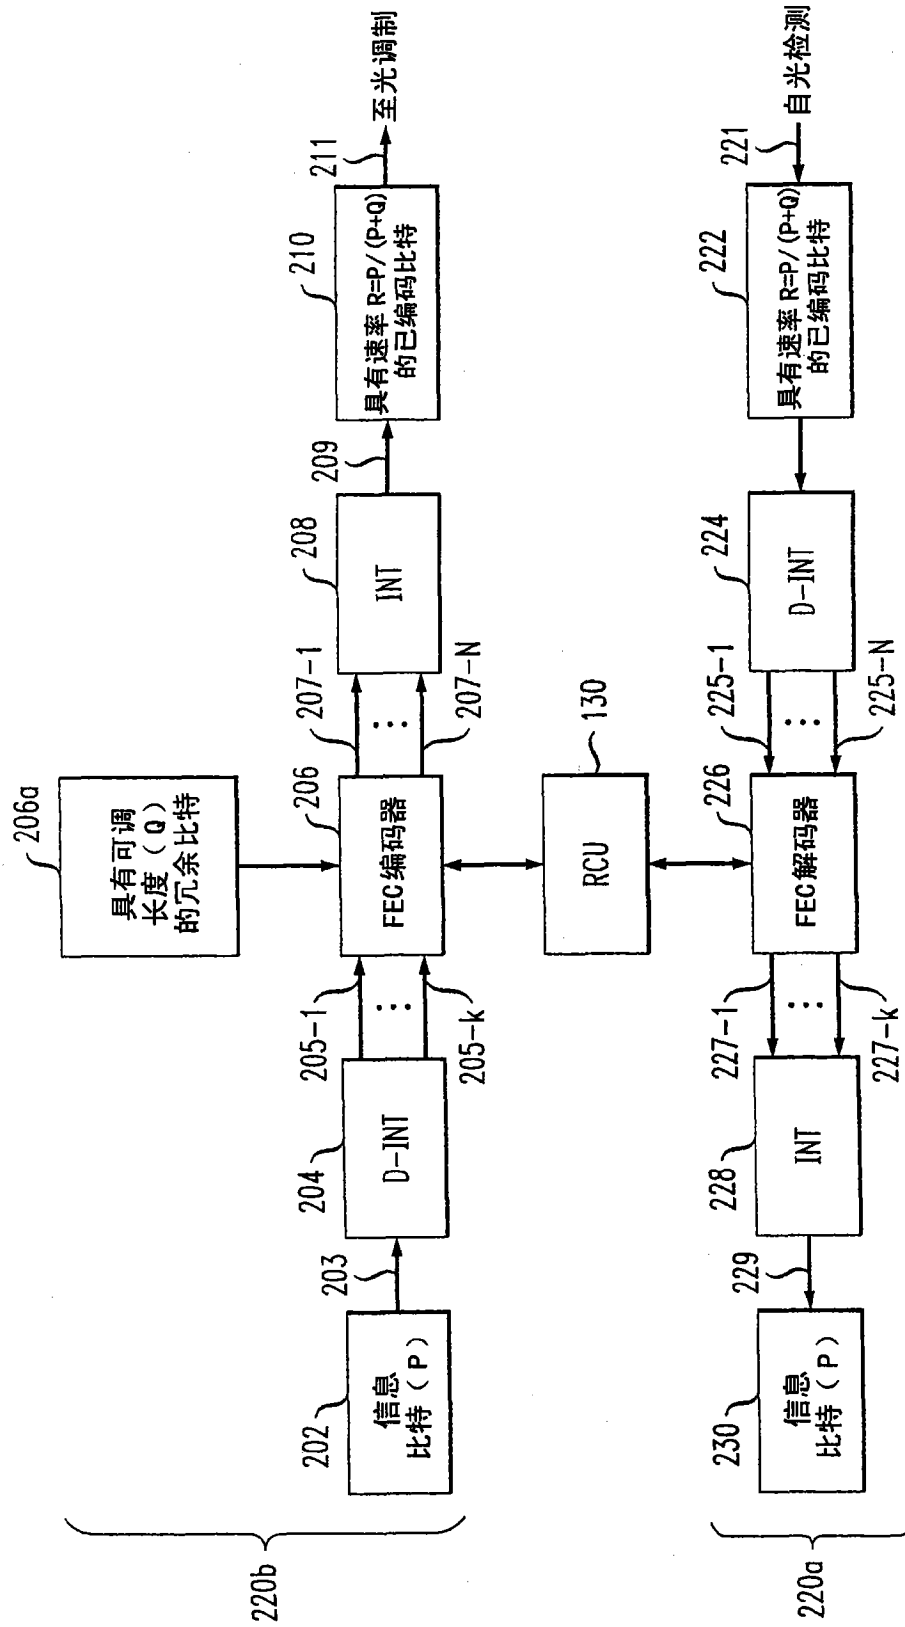 206a
具有可调
长度（Q）
的冗余比特
202
信息
比特（P）
203
204
D-INT
205-1
205-k
206
FEC编码器
207-1
207-N
208
INT
209
210
具有速率 R=P/(P+Q)
的已编码比特
211
至光调制
220b
RCU
130
230
信息
比特（P）
229
228
INT
227-1
227-k
226
FEC解码器
225-1
225-N
224
D-INT
222
具有速率 R=P/(P+Q)
的已编码比特
221
自光检测
220a